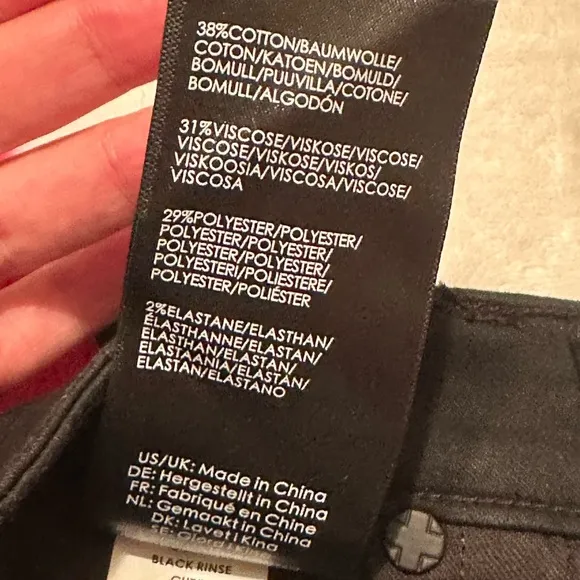 38%COTTON/BAUMWOLLE/
COTON/KATOEN/BOMULD/
BOMULL/PUUVILLA/COTONE/
BOMULL/ALGODÓN
31%VISCOSE/VISKOSE/VISCOSE/
VISCOSE/VISKOSE/VISKOS/
VISKOOSIA/VISCOSA/VISCOSE/
VISCOSA
29%POLYESTER/POLYESTER/
POLYESTER/POLYESTER/
POLYESTER/POLYESTER/
POLYESTERI/POLIESTERE/
POLYESTER/POLIÉSTER
2%ELASTANE/ELASTHAN/
ÉLASTHANNE/ELASTAN/
ELASTHAN/ELASTAN/
ELASTAANIA/ELASTAN/
ELASTAN/ELASTANO
US/UK: Made in China
DE: Hergestellt in China
FR: Fabriqué en Chine
NL: Gemaakt in China
DK: Lavet i Kina
BLACK RINSE